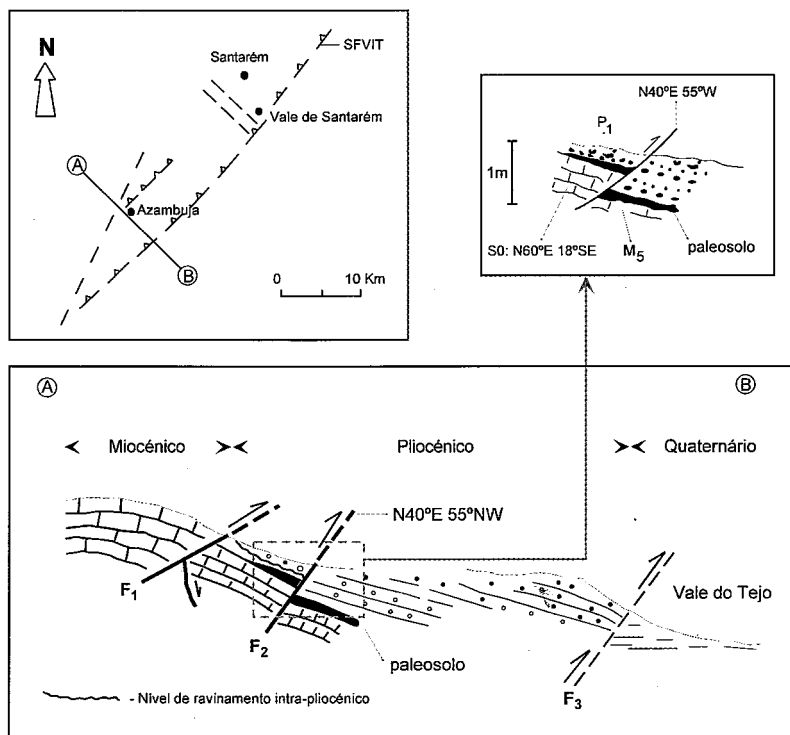 N
Santarém
SFVIT
Vale de Santarém
A
Azambuja
B
0 10 Km
N40ºE 55ºW
P.1
1m
S0: N60ºE 18ºSE
M5
paleosolo
A
B
Miocénico
Pliocénico
Quaternário
N40ºE 55ºNW
F1
F2
Vale do Tejo
paleosolo
F3
- Nível de ravinamento intra-pliocénico